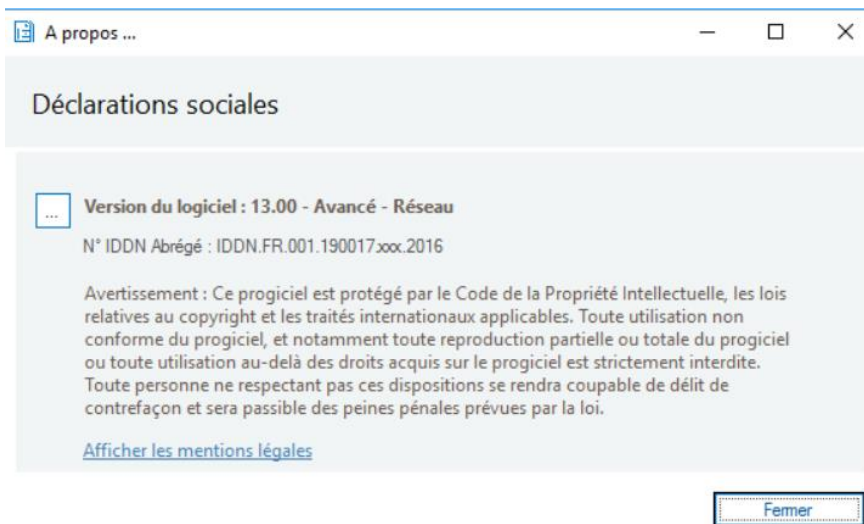 A propos ...
Déclarations sociales
...
Version du logiciel : 13.00 - Avancé - Réseau
N° IDDN Abrégé : IDDN.FR.001.190017.xxx.2016
Avertissement : Ce progiciel est protégé par le Code de la Propriété Intellectuelle, les lois
relatives au copyright et les traités internationaux applicables. Toute utilisation non
conforme du progiciel, et notamment toute reproduction partielle ou totale du progiciel
ou toute utilisation au-delà des droits acquis sur le progiciel est strictement interdite.
Toute personne ne respectant pas ces dispositions se rendra coupable de délit de
contrefaçon et sera passible des peines pénales prévues par la loi.
Afficher les mentions légales
Fermer